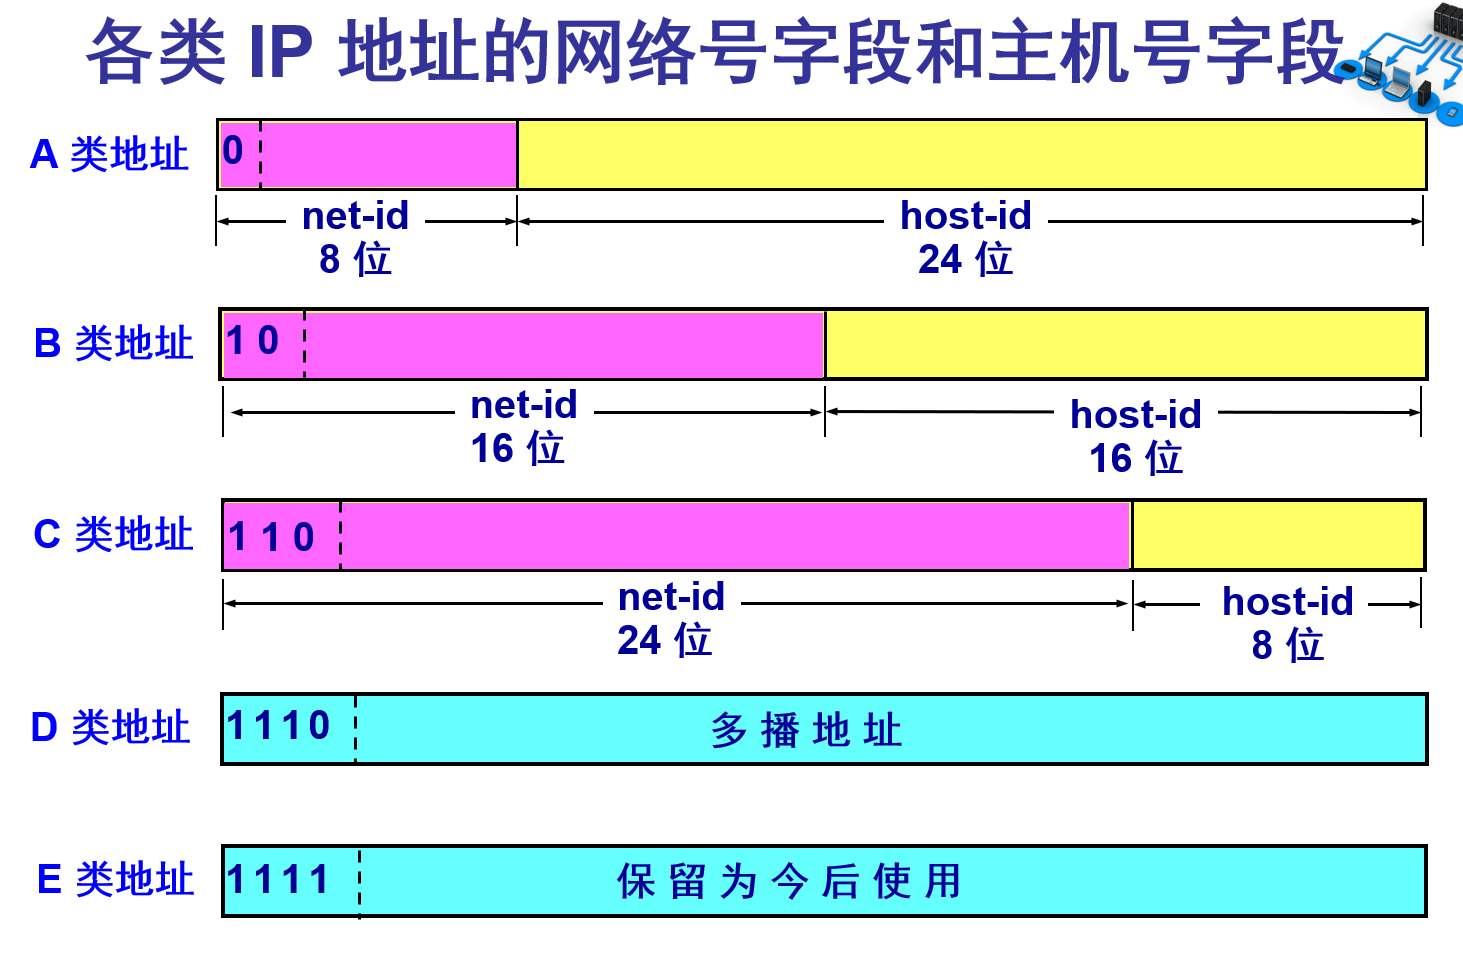 各类 IP 地址的网络号字段和主机号字段
A 类地址
0
net-id
8 位
host-id
24 位
B 类地址
1 0
net-id
16 位
host-id
16 位
C 类地址
1 1 0
net-id
24 位
host-id
8 位
D 类地址
1 1 1 0
多 播 地 址
E 类地址
1 1 1 1
保 留 为 今 后 使 用